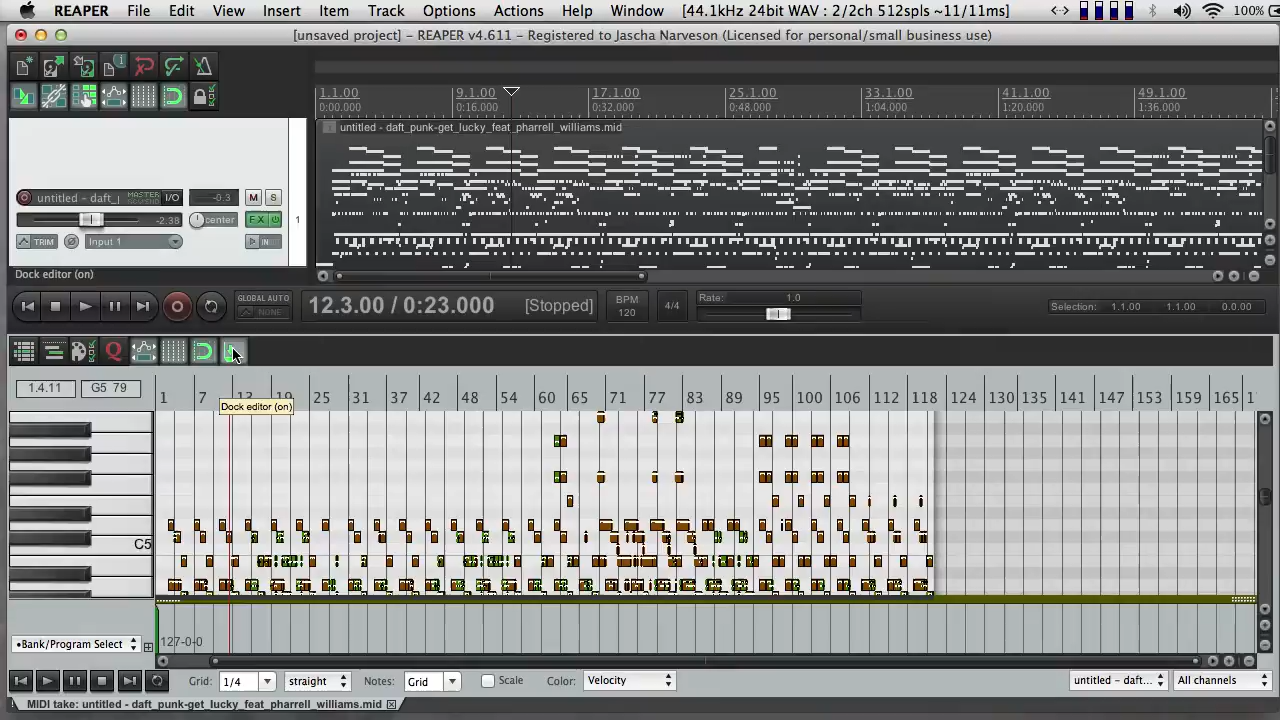 REAPER File Edit View Insert Item Track Options Actions Help Window [44.1kHz 24bit WAV : 2/2ch 512spls ~11/11ms] 100%
[unsaved project] - REAPER v4.611 - Registered to Jascha Narveson (Licensed for personal/small business use)
1.1.00 9.1.00 17.1.00 25.1.00 33.1.00 41.1.00 49.1.00
0:00.000 0:16.000 0:32.000 0:48.000 1:04.000 1:20.000 1:36.000
untitled - daft_punk-get_lucky_feat_pharrell_williams.mid
untitled - daft_ MASTER I/O -0.3 M S
-2.38 center FX 1
TRIM Input 1 IN
Dock editor (on)
GLOBAL AUTO
NONE
12.3.00 / 0:23.000 [Stopped]
BPM
120
4/4
Rate: 1.0
Selection: 1.1.00 1.1.00 0.0.00
Q
1.4.11 G5 79
1 7 13 19 25 31 37 42 48 54 60 65 71 77 83 89 95 100 106 112 118 124 130 136 142 147 153 159 165
Dock editor (on)
C5
•Bank/Program Select
127-0-0
Grid: 1/4 straight Notes: Grid Scale Color: Velocity untitled - daft... All channels
MIDI take: untitled - daft_punk-get_lucky_feat_pharrell_williams.mid